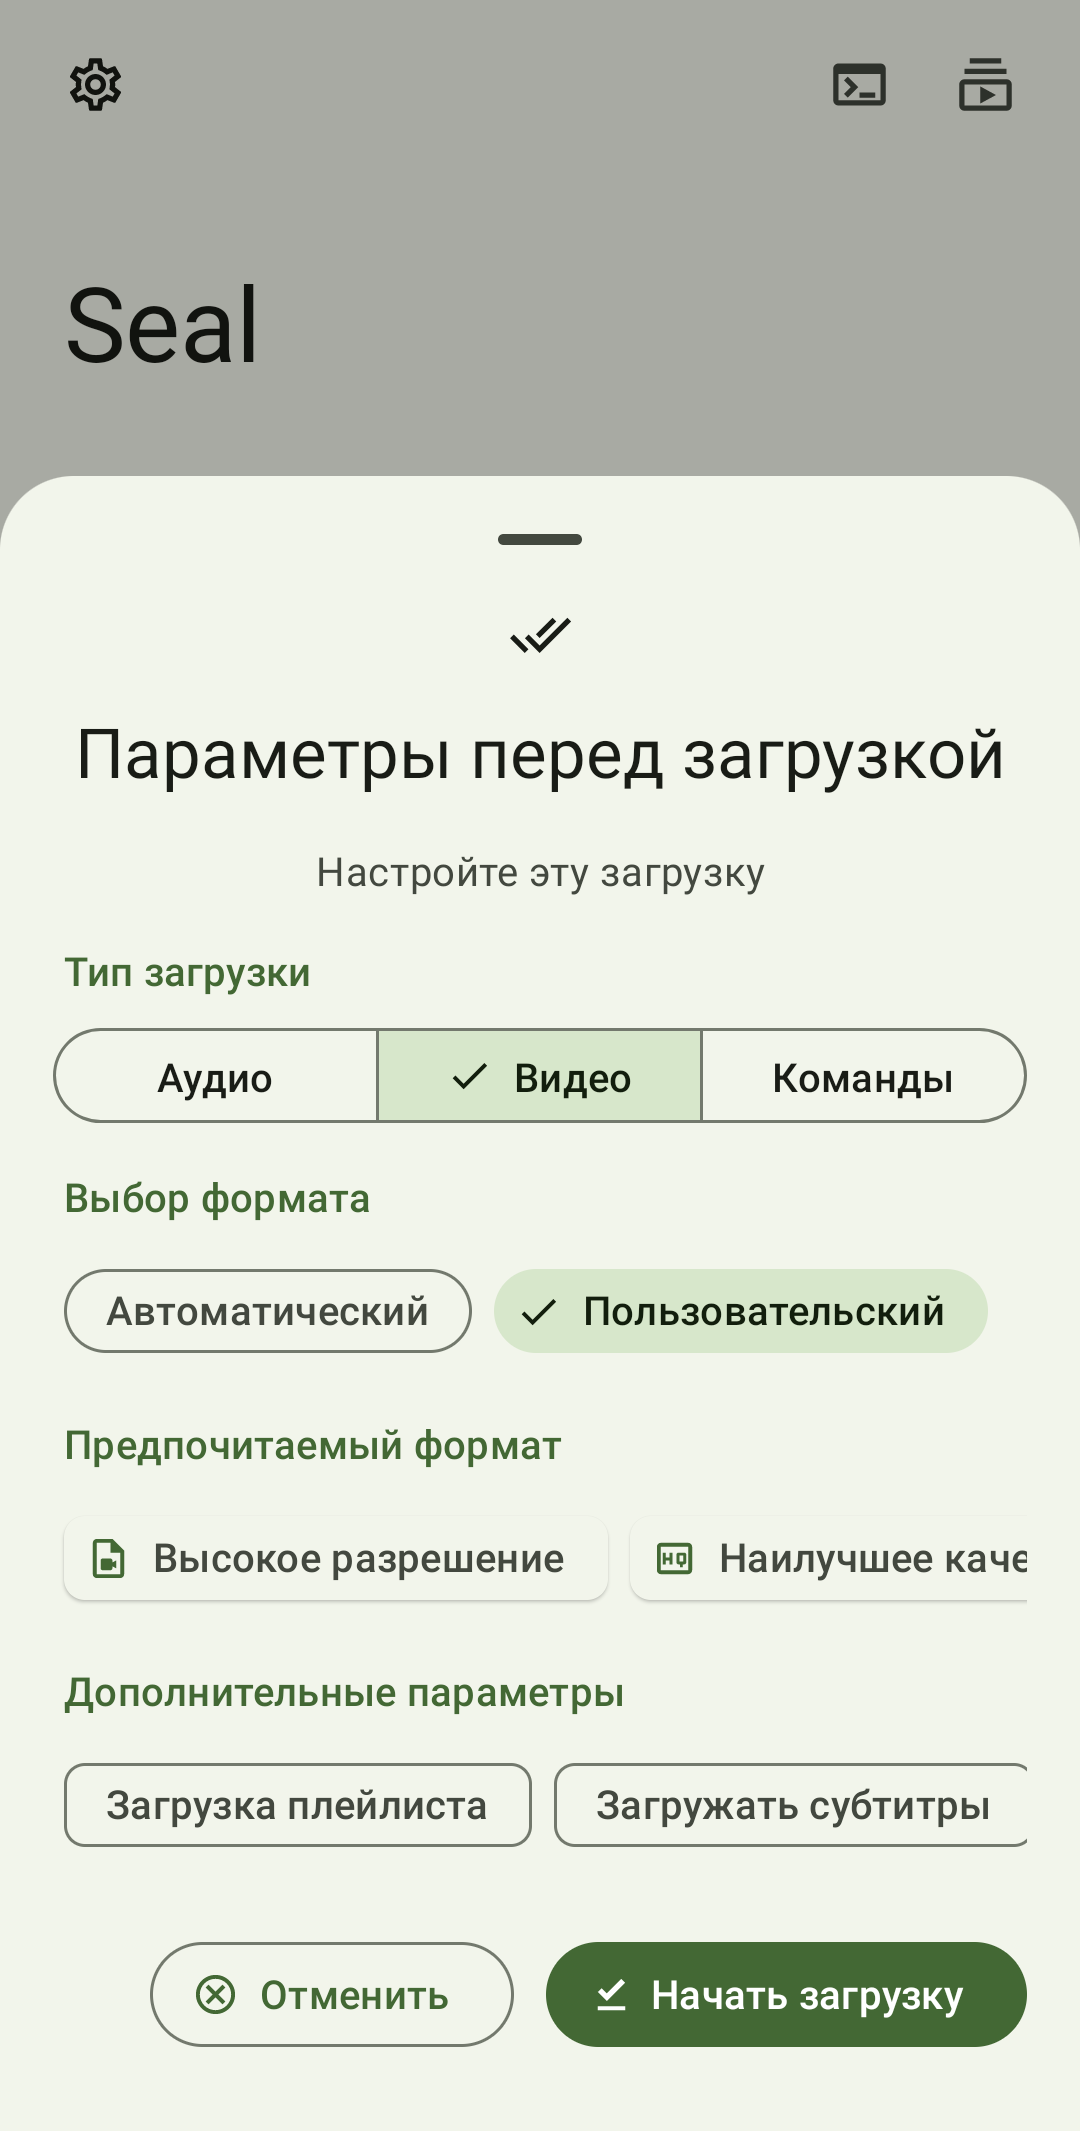 Seal
Параметры перед загрузкой
Настройте эту загрузку
Тип загрузки
Аудио Видео Команды
Выбор формата
Автоматический Пользовательский
Предпочитаемый формат
Высокое разрешение HQ Наилучшее каче
Дополнительные параметры
Загрузка плейлиста Загружать субтитры
Отменить Начать загрузку